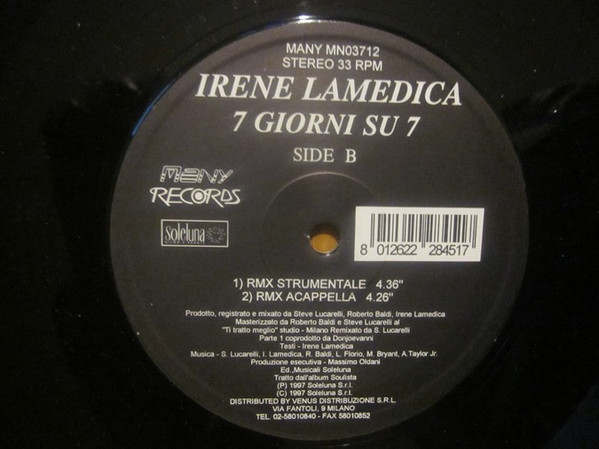 MANY MN03712
STEREO 33 RPM
IRENE LAMEDICA
7 GIORNI SU 7
SIDE B
MANY
RECORDS
Soleluna
8 012622 284517
1) RMX STRUMENTALE 4.36"
2) RMX ACAPPELLA 4.26"
Prodotto, registrato e mixato da Steve Lucarelli, Roberto Baldi, Irene Lamedica
Masterizzato da Roberto Baldi e Steve Lucarelli al
"Ti tratto meglio" studio - Milano Remixato da S. Lucarelli
Parte 1 coprodotto da Donjoevanni
Testi - Irene Lamedica
Musica - S. Lucarelli, I. Lamedica, R. Baldi, L. Florio, M. Bryant, A.Taylor Jr.
Produzione esecutiva - Massimo Oldani
Ed.,Musicali Soleluna
Tratto dall'album Soulista
(P) 1997 Soleluna S.r.l.
(C) 1997 Soleluna S.r.l.
DISTRIBUTED BY VENUS DISTRIBUZIONE S.R.L.
VIA FANTOLI, 9 MILANO
TEL. 02-58010840 - FAX 58010852